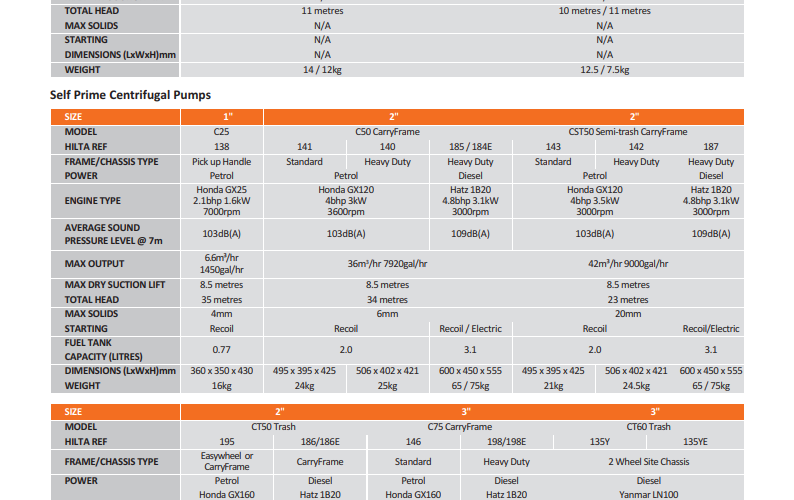 TOTAL HEAD 11 metres 10 metres / 11 metres
MAX SOLIDS N/A N/A
STARTING N/A N/A
DIMENSIONS (LxWxH)mm N/A N/A
WEIGHT 14 / 12kg 12.5 / 7.5kg
Self Prime Centrifugal Pumps
SIZE 1" 2" 2"
MODEL C25 C50 CarryFrame CST50 Semi-trash CarryFrame
HILTA REF 138 141 140 185 / 184E 143 142 187
FRAME/CHASSIS TYPE Pick up Handle Standard Heavy Duty Heavy Duty Standard Heavy Duty Heavy Duty
POWER Petrol Petrol Diesel Petrol Diesel
Honda GX25 Honda GX120 Hatz 1B20 Honda GX120 Hatz 1B20
ENGINE TYPE 2.1bhp 1.6kW 4bhp 3kW 4.8bhp 3.1kW 4bhp 3.5kW 4.8bhp 3.1kW
7000rpm 3600rpm 3000rpm 3000rpm 3000rpm
AVERAGE SOUND
PRESSURE LEVEL @ 7m 103dB(A) 103dB(A) 109dB(A) 103dB(A) 109dB(A)
MAX OUTPUT 6.6m³/hr 36m³/hr 7920gal/hr 42m³/hr 9000gal/hr
1450gal/hr
MAX DRY SUCTION LIFT 8.5 metres 8.5 metres 8.5 metres
TOTAL HEAD 35 metres 34 metres 23 metres
MAX SOLIDS 4mm 6mm 20mm
STARTING Recoil Recoil Recoil / Electric Recoil Recoil/Electric
FUEL TANK
CAPACITY (LITRES) 0.77 2.0 3.1 2.0 3.1
DIMENSIONS (LxWxH)mm 360 x 350 x 430 495 x 395 x 425 506 x 402 x 421 600 x 450 x 555 495 x 395 x 425 506 x 402 x 421 600 x 450 x 555
WEIGHT 16kg 24kg 25kg 65 / 75kg 21kg 24.5kg 65 / 75kg
SIZE 2" 3" 3"
MODEL CT50 Trash C75 CarryFrame CT60 Trash
HILTA REF 195 186/186E 146 198/198E 135Y 135YE
FRAME/CHASSIS TYPE Easywheel or CarryFrame Standard Heavy Duty 2 Wheel Site Chassis
CarryFrame
POWER Petrol Diesel Petrol Diesel Diesel
Honda GX160 Hatz 1B20 Honda GX160 Hatz 1B20 Yanmar LN100